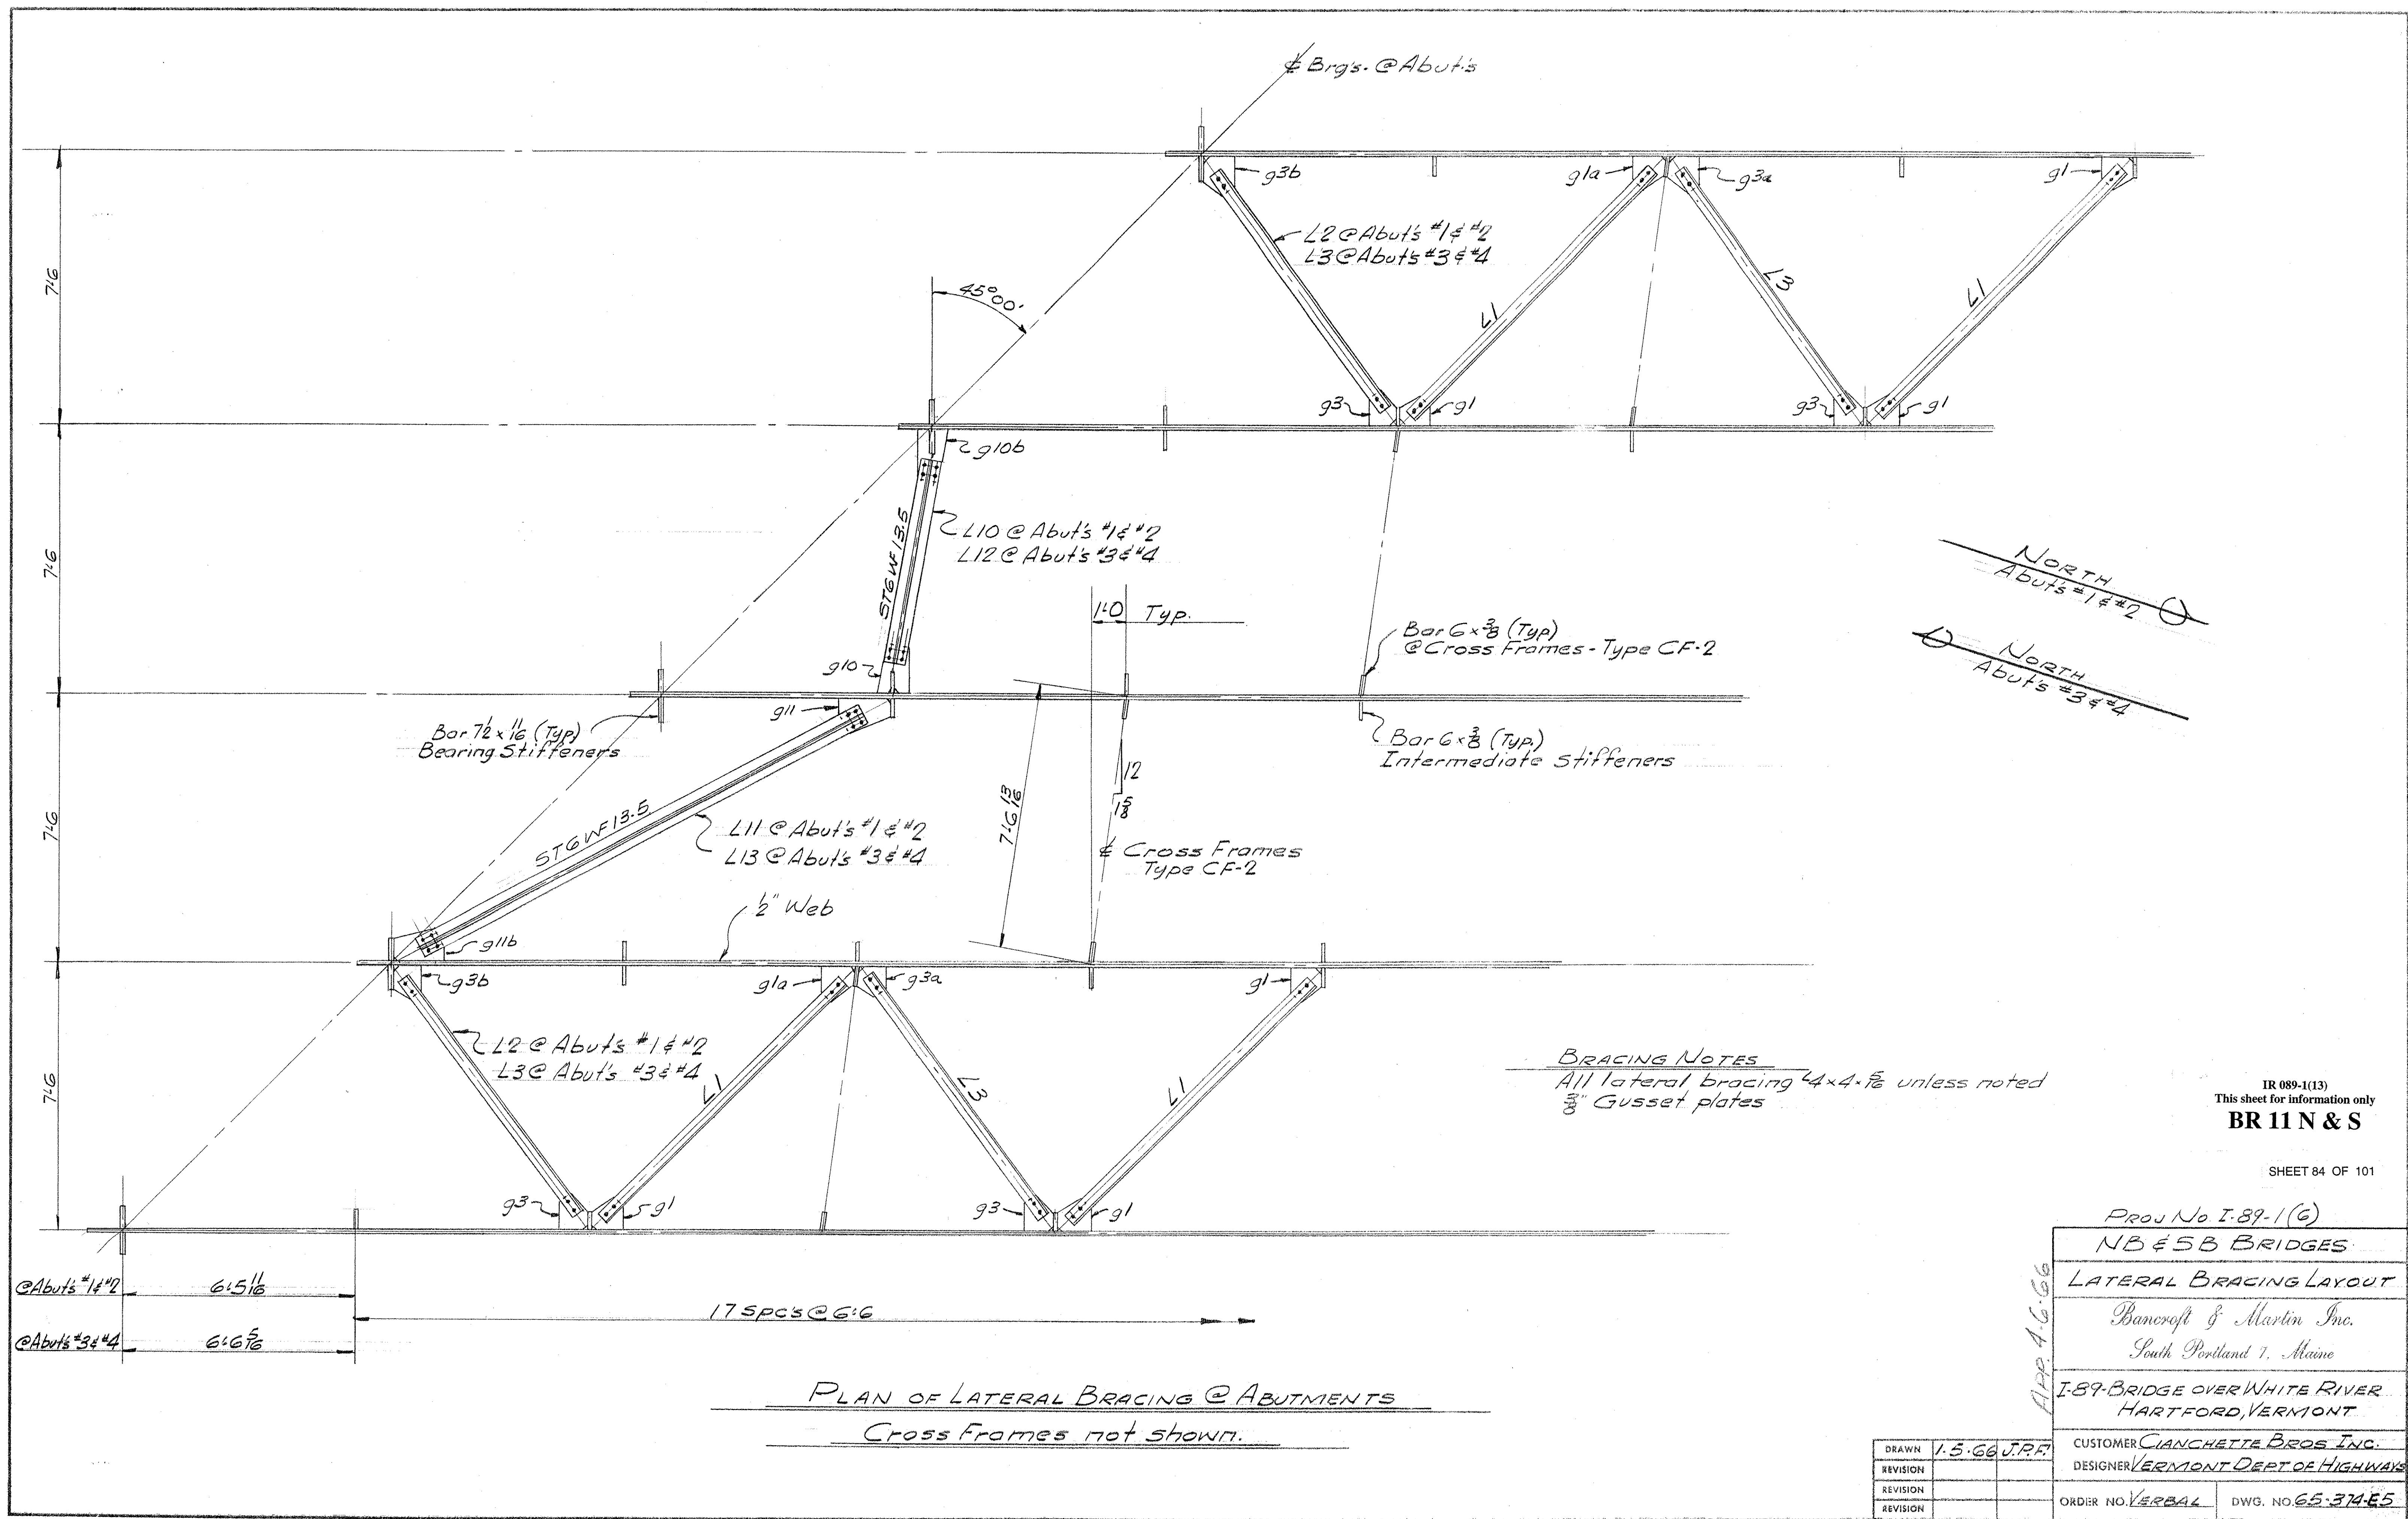 ℄ Brg's. @ Abut's
7'-6
g3b
g1a
g3a
g1
L2 @ Abut's #1 & #2
L3 @ Abut's #3 & #4
L1
L3
L1
45°00'
g3
g1
g3
g1
7'-6
g10b
ST6WF13.5
L10 @ Abut's #1 & #2
L12 @ Abut's #3 & #4
NORTH
Abut's #1 & #2
NORTH
Abut's #3 & #4
1'-0 Typ.
Bar 6 x 3/8 (Typ)
@ Cross Frames - Type CF-2
g10
g11
Bar 7 1/2 x 11/16 (Typ)
Bearing Stiffeners
Bar 6 x 3/8 (Typ.)
Intermediate Stiffeners
12
1 5/8
7'-6 13/16
7'-6
ST6WF13.5
L11 @ Abut's #1 & #2
L13 @ Abut's #3 & #4
℄ Cross Frames
Type CF-2
1/2" Web
g11b
g3b
g1a
g3a
g1
L2 @ Abut's #1 & #2
L3 @ Abut's #3 & #4
7'-6
L1
L3
L1
g3
g1
g3
g1
BRACING NOTES
All lateral bracing L4x4x5/16 unless noted
3/8" Gusset plates
IR 089-1(13)
This sheet for information only
BR 11 N & S
SHEET 84 OF 101
@ Abut's #1 & #2 6'-5 11/16
17 Spc's @ 6'-6
@ Abut's #3 & #4 6'-6 5/16
PLAN OF LATERAL BRACING @ ABUTMENTS
Cross Frames not shown.
PROJ No I-89-1(6)
NB & SB BRIDGES
LATERAL BRACING LAYOUT
Bancroft & Martin Inc.
South Portland 7, Maine
APP. 4-6-66
I-89-BRIDGE OVER WHITE RIVER
HARTFORD, VERMONT
CUSTOMER CIANCHETTE BROS INC.
DESIGNER VERMONT DEPT OF HIGHWAYS
ORDER NO. VERBAL DWG. NO. 65-374-E5
DRAWN 1-5-66 J.P.F.
REVISION
REVISION
REVISION